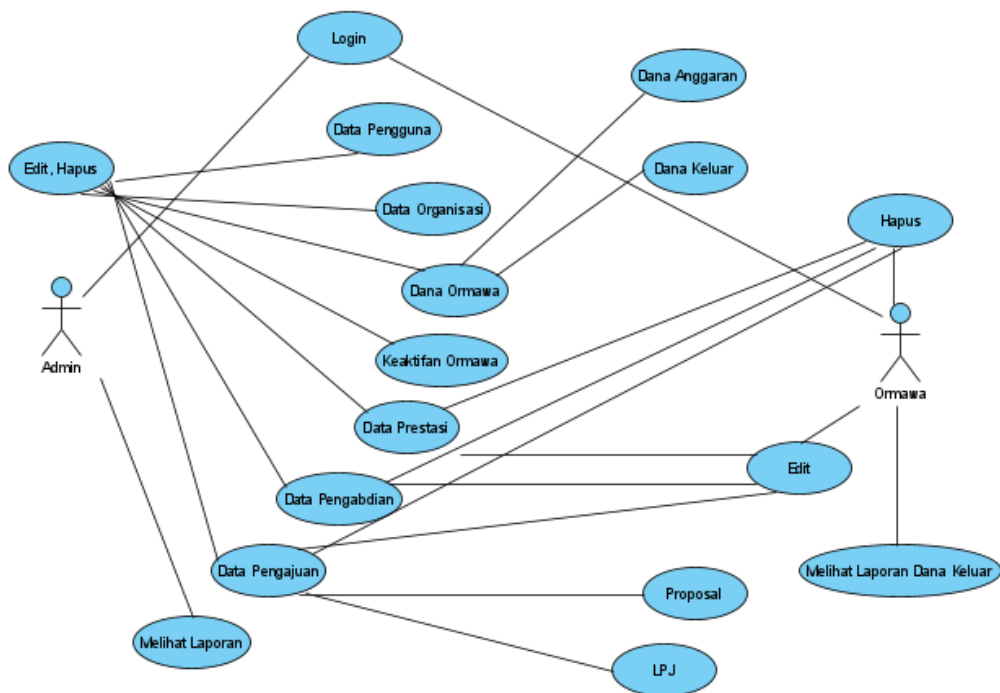 Login
Dana Anggaran
Data Pengguna
Edit, Hapus
Dana Keluar
Data Organisasi
Hapus
Dana Ormawa
Keaktifan Ormawa
Admin
Ormawa
Data Prestasi
Edit
Data Pengabdian
Data Pengajuan
Melihat Laporan Dana Keluar
Proposal
Melihat Laporan
LPJ